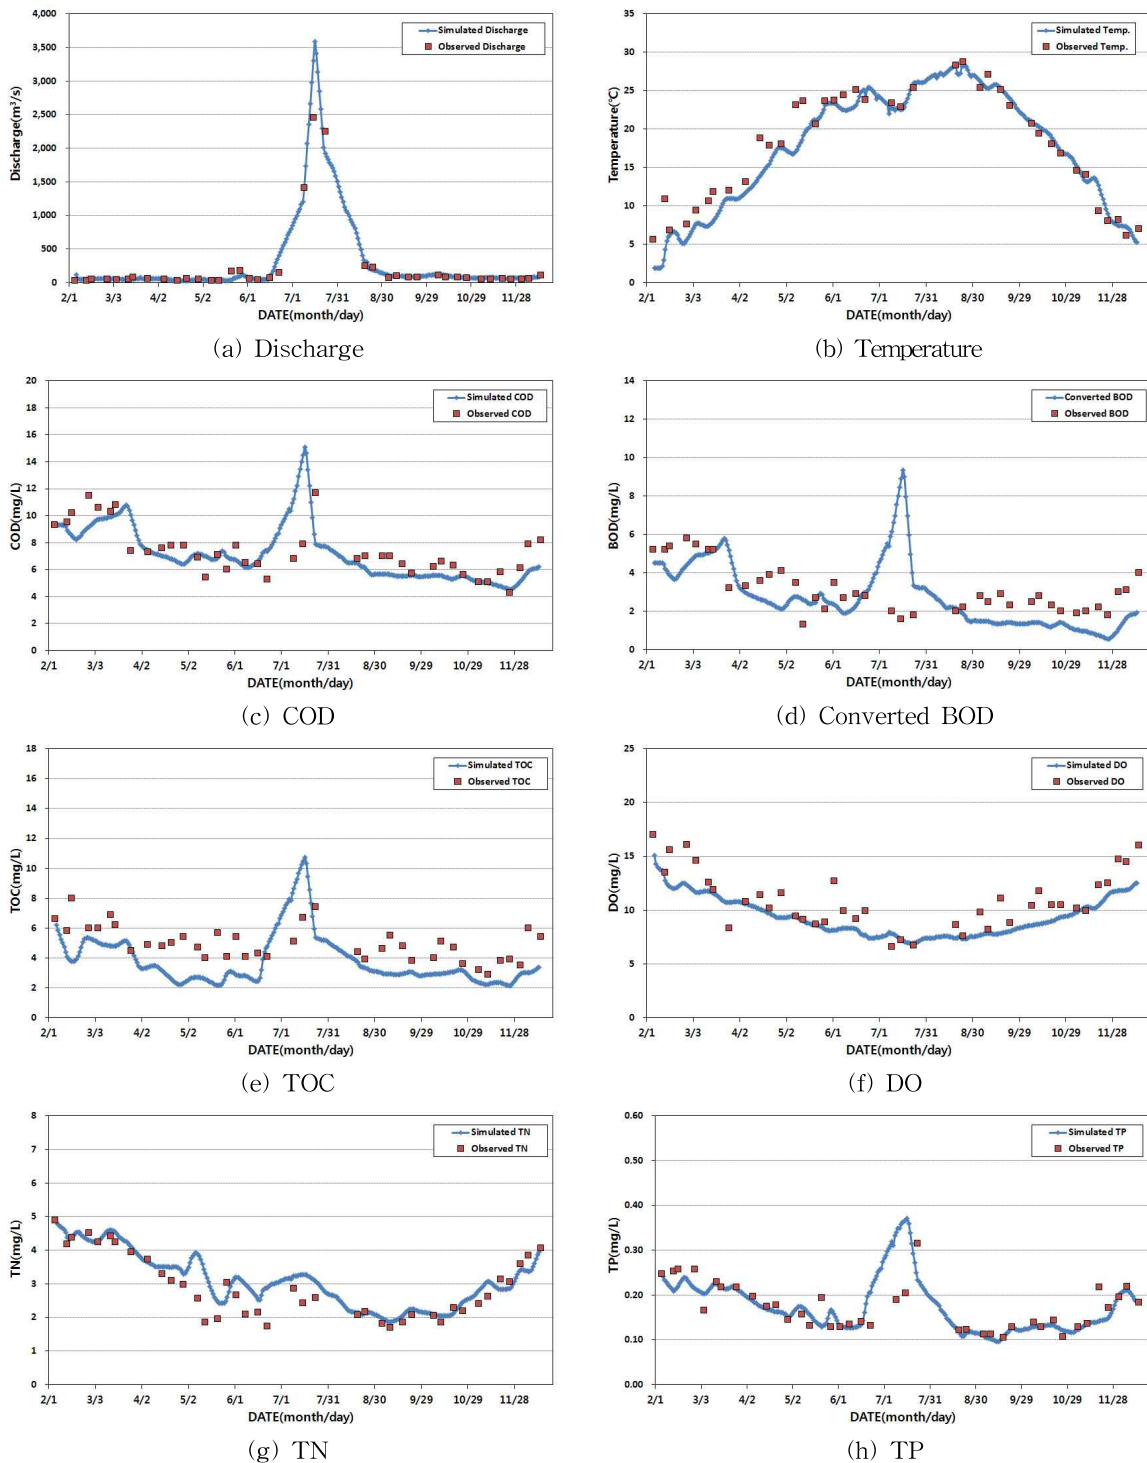 4,000
3,500
3,000
2,500
2,000
1,500
1,000
500
0
Discharge(m³/s)
Simulated Discharge
Observed Discharge
2/1 3/3 4/2 5/2 6/1 7/1 7/31 8/30 9/29 10/29 11/28
DATE(month/day)
(a) Discharge
35
30
25
20
15
10
5
0
Temperature(℃)
Simulated Temp.
Observed Temp.
2/1 3/3 4/2 5/2 6/1 7/1 7/31 8/30 9/29 10/29 11/28
DATE(month/day)
(b) Temperature
20
18
16
14
12
10
8
6
4
2
0
COD(mg/L)
Simulated COD
Observed COD
2/1 3/3 4/2 5/2 6/1 7/1 7/31 8/30 9/29 10/29 11/28
DATE(month/day)
(c) COD
14
12
10
8
6
4
2
0
BOD(mg/L)
Converted BOD
Observed BOD
2/1 3/3 4/2 5/2 6/1 7/1 7/31 8/30 9/29 10/29 11/28
DATE(month/day)
(d) Converted BOD
18
16
14
12
10
8
6
4
2
0
TOC(mg/L)
Simulated TOC
Observed TOC
2/1 3/3 4/2 5/2 6/1 7/1 7/31 8/30 9/29 10/29 11/28
DATE(month/day)
(e) TOC
25
20
15
10
5
0
DO(mg/L)
Simulated DO
Observed DO
2/1 3/3 4/2 5/2 6/1 7/1 7/31 8/30 9/29 10/29 11/28
DATE(month/day)
(f) DO
8
7
6
5
4
3
2
1
0
TN(mg/L)
Simulated TN
Observed TN
2/1 3/3 4/2 5/2 6/1 7/1 7/31 8/30 9/29 10/29 11/28
DATE(month/day)
(g) TN
0.60
0.50
0.40
0.30
0.20
0.10
0.00
TP(mg/L)
Simulated TP
Observed TP
2/1 3/3 4/2 5/2 6/1 7/1 7/31 8/30 9/29 10/29 11/28
DATE(month/day)
(h) TP